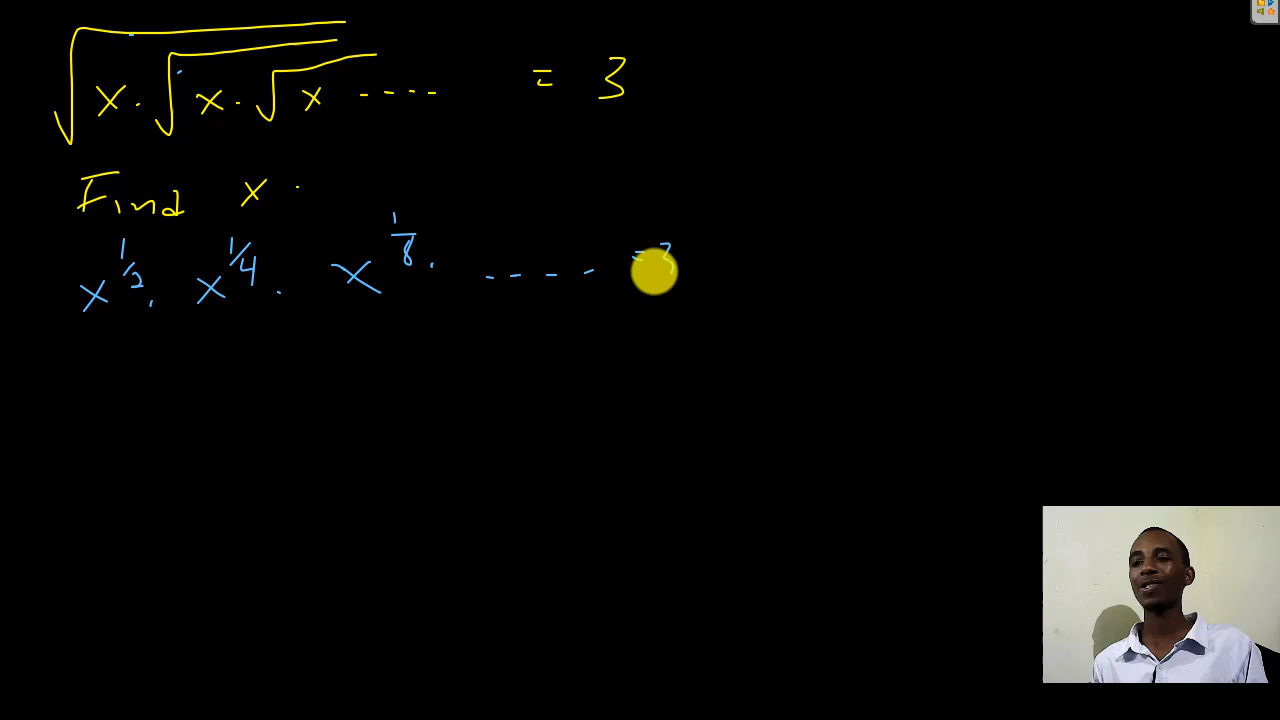 √x.√x.√x ---- = 3
Find x.
x^1/2 . x^1/4 . x^1/8 . ---- = 3